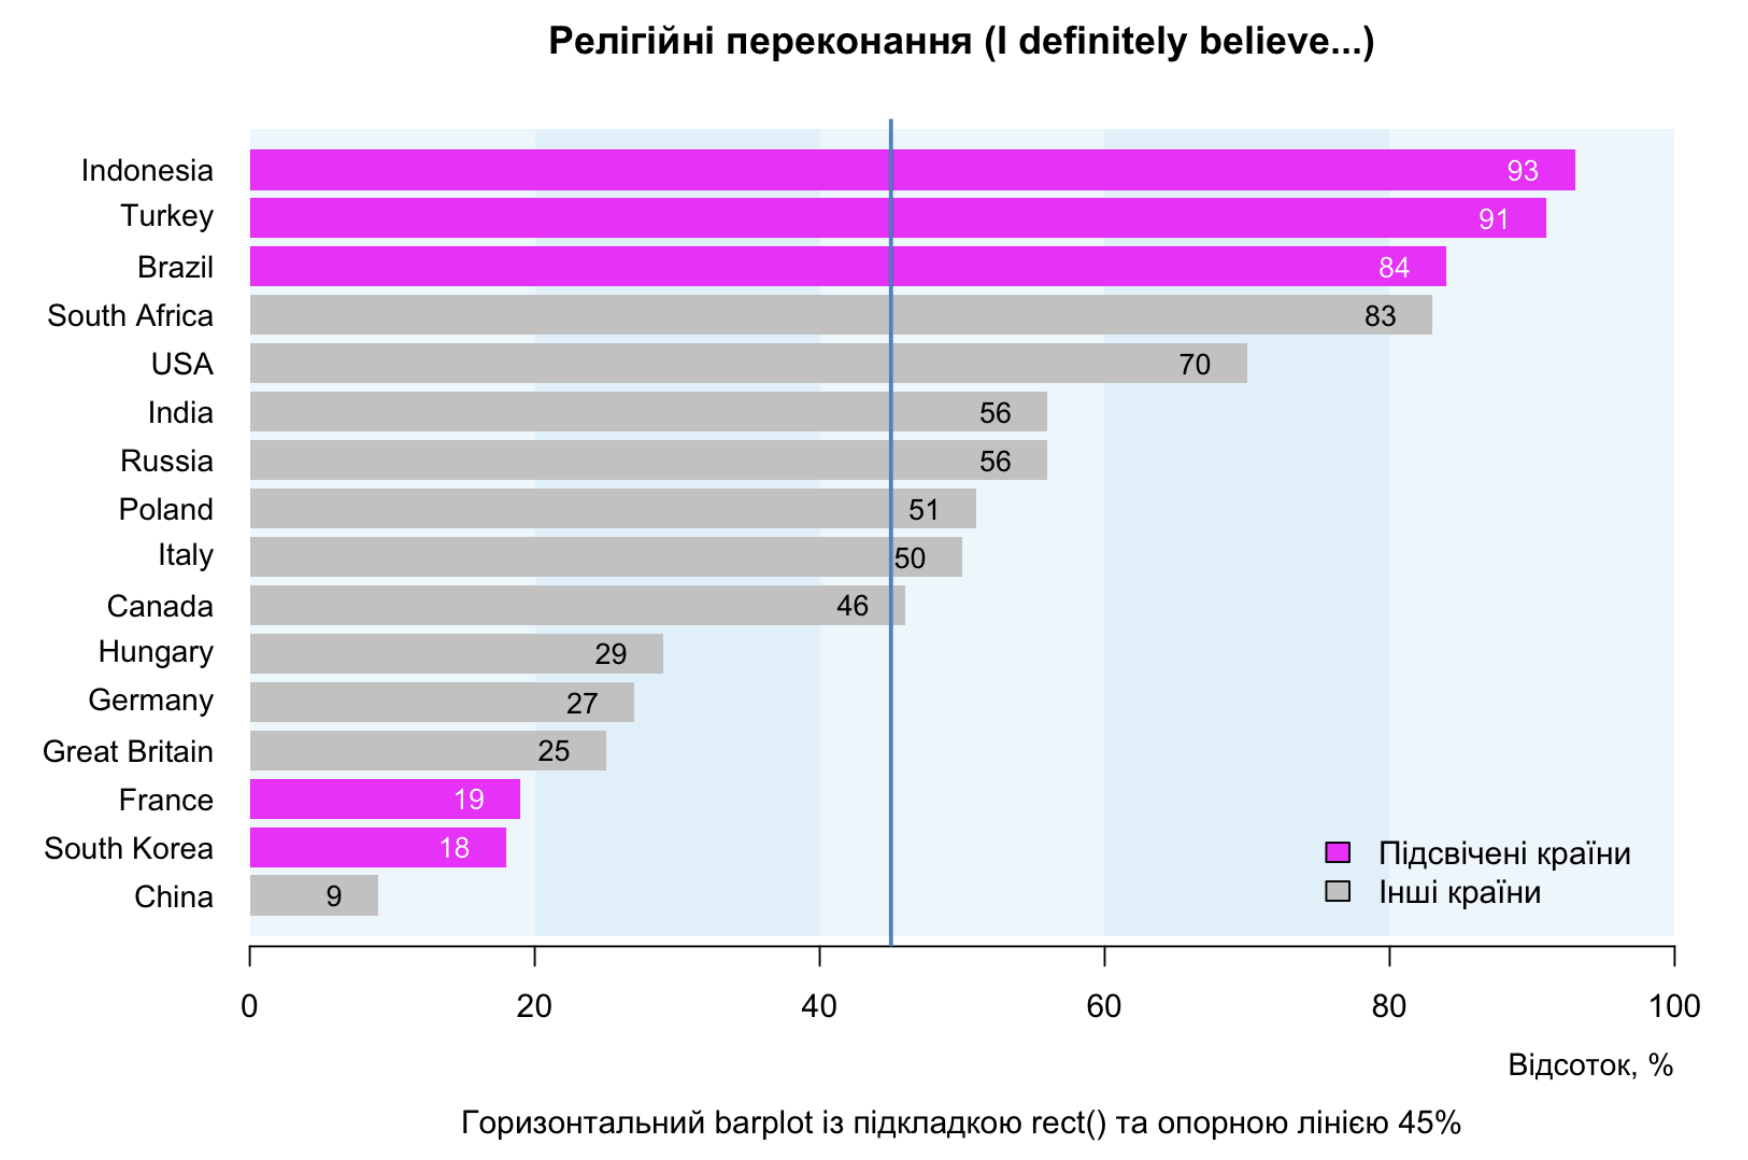 Релігійні переконання (I definitely believe...)
Indonesia 93
Turkey 91
Brazil 84
South Africa 83
USA 70
India 56
Russia 56
Poland 51
Italy 50
Canada 46
Hungary 29
Germany 27
Great Britain 25
France 19
South Korea 18
China 9
Підсвічені країни
Інші країни
0 20 40 60 80 100
Відсоток, %
Горизонтальний barplot із підкладкою rect() та опорною лінією 45%